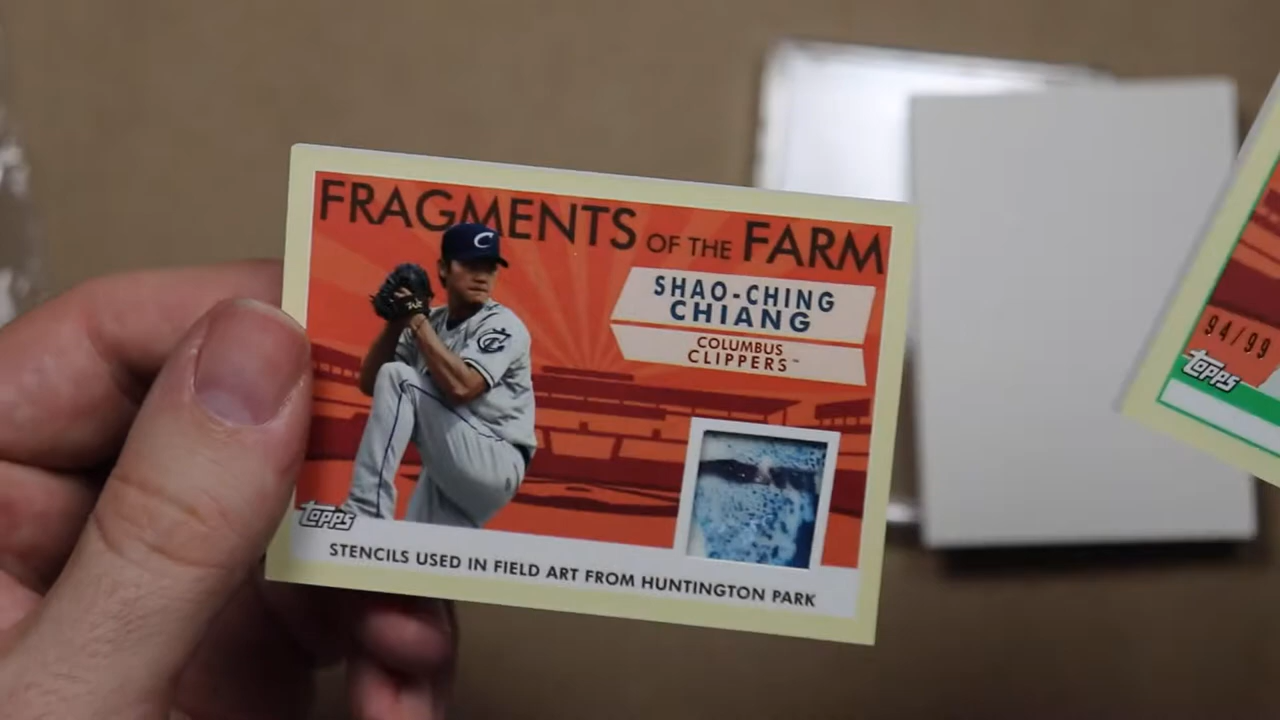 FRAGMENTS OF THE FARM
SHAO-CHING
CHIANG
COLUMBUS
CLIPPERS™
C
C
TOPPS
STENCILS USED IN FIELD ART FROM HUNTINGTON PARK
94/99
TOPPS